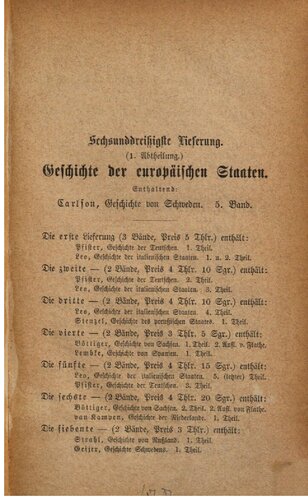 Sechsunddreißigste Lieferung.
(1. Abtheilung.)
Geschichte der europäischen Staaten.
Enthaltend:
Carlson, Geschichte von Schweden. 5. Band.
Die erste Lieferung (3 Bände, Preis 5 Thlr.) enthält:
Pfister, Geschichte der Teutschen. 1. Theil.
Leo, Geschichte der italienischen Staaten. 1. u. 2. Theil.
Die zweite — (2 Bände, Preis 4 Thlr. 10 Sgr.) enthält:
Pfister, Geschichte der Teutschen. 2. Theil.
Leo, Geschichte der italienischen Staaten. 3. Theil.
Die dritte — (2 Bände, Preis 4 Thlr. 10 Sgr.) enthält:
Leo, Geschichte der italienischen Staaten. 4. Theil.
Stenzel, Geschichte des preussischen Staates. 1. Theil.
Die vierte — (2 Bände, Preis 3 Thlr.) enthält:
Böttiger, Geschichte von Sachsen. 1. Theil. 2. Aufl. v. Flathe.
Lembke, Geschichte von Spanien. 1. Theil.
Die fünfte — (2 Bände, Preis 4 Thlr. 15 Sgr.) enthält:
Leo, Geschichte der italienischen Staaten. 5. (letzter) Theil.
Pfister, Geschichte der Teutschen. 3. Theil.
Die sechste — (2 Bände, Preis 4 Thlr. 20 Sgr.) enthält:
Böttiger, Geschichte von Sachsen. 2. Theil. 2. Aufl. von Flathe.
van Kampen, Geschichte der Niederlande. 1. Theil.
Die siebente — (2 Bände, Preis 3 Thlr.) enthält:
Strahl, Geschichte von Rußland. 1. Theil.
Geijer, Geschichte Schwedens. 1. Theil.